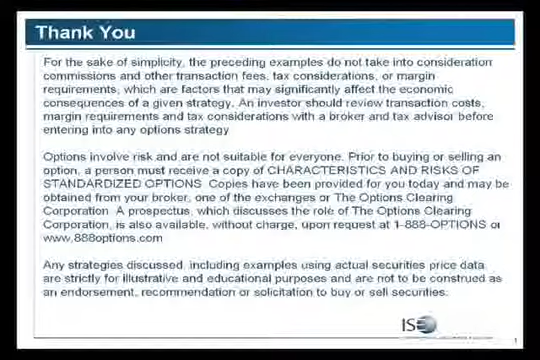 Thank You
For the sake of simplicity, the preceding examples do not take into consideration
commissions and other transaction fees, tax considerations, or margin
requirements, which are factors that may significantly affect the economic
consequences of a given strategy. An investor should review transaction costs,
margin requirements and tax considerations with a broker and tax advisor before
entering into any options strategy
Options involve risk and are not suitable for everyone. Prior to buying or selling an
option, a person must receive a copy of CHARACTERISTICS AND RISKS OF
STANDARDIZED OPTIONS. Copies have been provided for you today and may be
obtained from your broker, one of the exchanges or The Options Clearing
Corporation. A prospectus, which discusses the role of The Options Clearing
Corporation, is also available, without charge, upon request at 1-888-OPTIONS or
www.888options.com
Any strategies discussed, including examples using actual securities price data,
are strictly for illustrative and educational purposes and are not to be construed as
an endorsement, recommendation or solicitation to buy or sell securities.
ISE
1